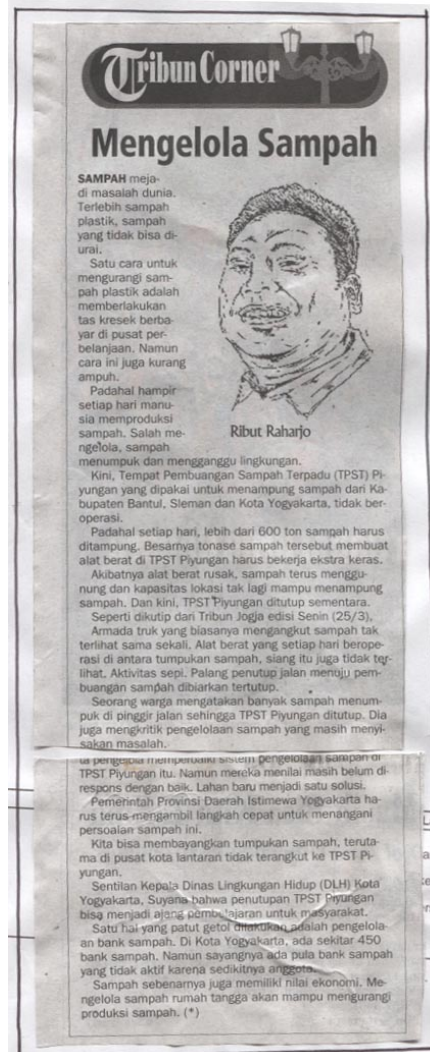 Tribun Corner
Mengelola Sampah
SAMPAH meja-
di masalah dunia.
Terlebih sampah
plastik, sampah
yang tidak bisa di-
urai.
Satu cara untuk
mengurangi sam-
pah plastik adalah
memberlakukan
tas kresek berba-
yar di pusat per-
belanjaan. Namun
cara ini juga kurang
ampuh.
Padahal hampir
setiap hari manu-
sia memproduksi
sampah. Salah me-
ngelola, sampah
menumpuk dan mengganggu lingkungan.
Ribut Raharjo
Kini, Tempat Pembuangan Sampah Terpadu (TPST) Pi-
yungan yang dipakai untuk menampung sampah dari Ka-
bupaten Bantul, Sleman dan Kota Yogyakarta, tidak ber-
operasi.
Padahal setiap hari, lebih dari 600 ton sampah harus
ditampung. Besarnya tonase sampah tersebut membuat
alat berat di TPST Piyungan harus bekerja ekstra keras.
Akibatnya alat berat rusak, sampah terus menggu-
nung dan kapasitas lokasi tak lagi mampu menampung
sampah. Dan kini, TPST Piyungan ditutup sementara.
Seperti dikutip dari Tribun Jogja edisi Senin (25/3),
Armada truk yang biasanya mengangkut sampah tak
terlihat sama sekali. Alat berat yang setiap hari berope-
rasi di antara tumpukan sampah, siang itu juga tidak ter-
lihat. Aktivitas sepi. Palang penutup jalan menuju pem-
buangan sampah dibiarkan tertutup.
Seorang warga mengatakan banyak sampah menum-
puk di pinggir jalan sehingga TPST Piyungan ditutup. Dia
juga mengkritik pengelolaan sampah yang masih menyi-
sakan masalah.
pengelola memperbaiki sistem pengelolaan sampah di
TPST Piyungan itu. Namun mereka menilai masih belum di-
respons dengan baik. Lahan baru menjadi satu solusi.
Pemerintah Provinsi Daerah Istimewa Yogyakarta ha-
rus terus mengambil langkah cepat untuk menangani
persoalan sampah ini.
Kita bisa membayangkan tumpukan sampah, teruta-
ma di pusat kota lantaran tidak terangkut ke TPST Pi-
yungan.
Sentilan Kepala Dinas Lingkungan Hidup (DLH) Kota
Yogyakarta, Suyana bahwa penutupan TPST Piyungan
bisa menjadi ajang pembelajaran untuk masyarakat.
Satu hal yang patut getol dilakukan adalah pengelola-
an bank sampah. Di Kota Yogyakarta, ada sekitar 450
bank sampah. Namun sayangnya ada pula bank sampah
yang tidak aktif karena sedikitnya anggota.
Sampah sebenarnya juga memiliki nilai ekonomi. Me-
ngelola sampah rumah tangga akan mampu mengurangi
produksi sampah. (*)